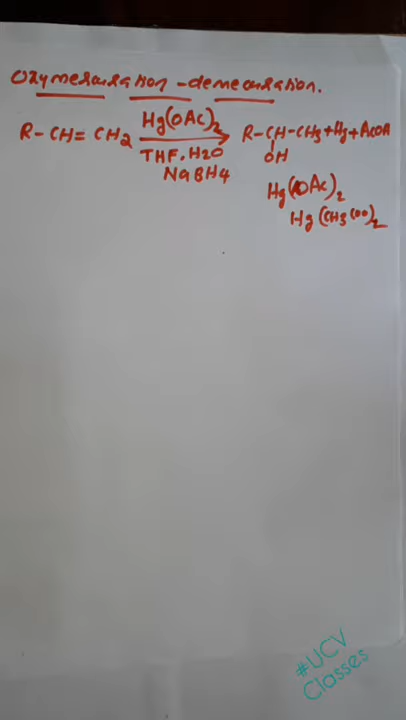 Oxymercuration - demercuration.
R-CH=CH2 Hg(OAc)2 R-CH-CH3+Hg+AcOH
THF, H2O OH
NaBH4
Hg(OAc)2
Hg(CH3COO)2
#UCV
Classes